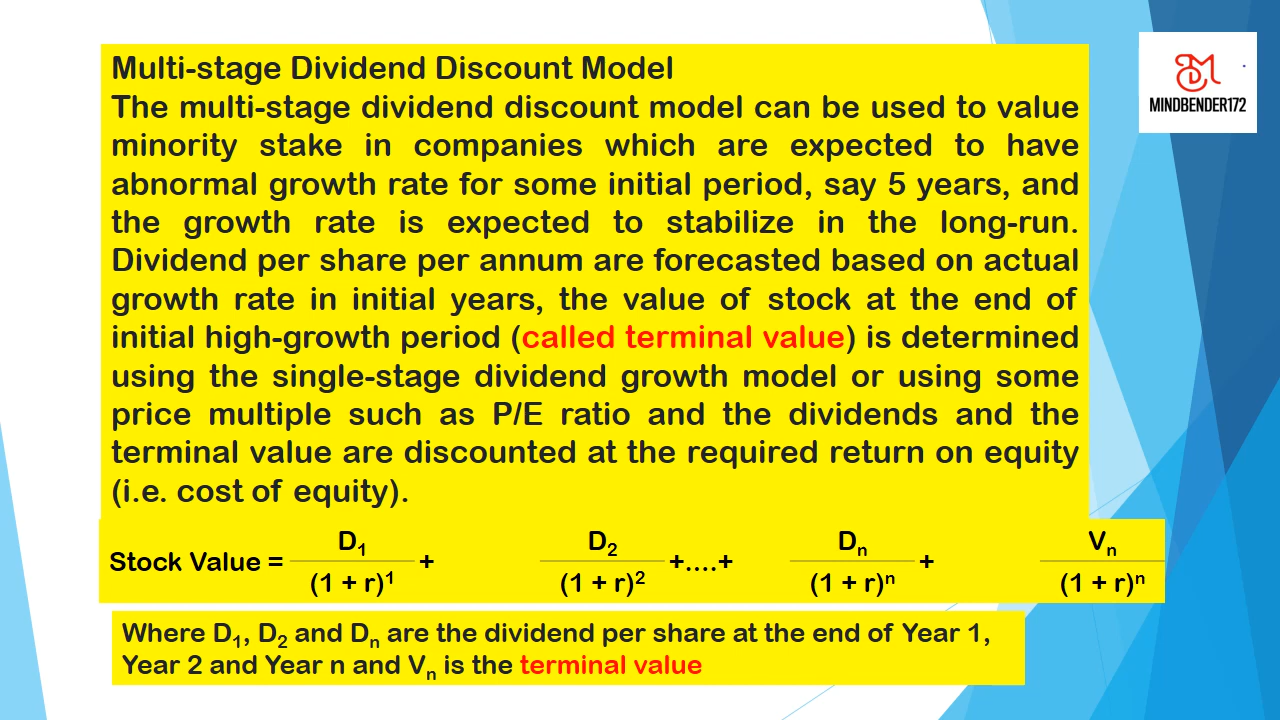 Multi-stage Dividend Discount Model
The multi-stage dividend discount model can be used to value
minority stake in companies which are expected to have
abnormal growth rate for some initial period, say 5 years, and
the growth rate is expected to stabilize in the long-run.
Dividend per share per annum are forecasted based on actual
growth rate in initial years, the value of stock at the end of
initial high-growth period (called terminal value) is determined
using the single-stage dividend growth model or using some
price multiple such as P/E ratio and the dividends and the
terminal value are discounted at the required return on equity
(i.e. cost of equity).
MINDBENDER172
D₁ D₂ Dₙ Vₙ
Stock Value = + +....+ +
(1 + r)¹ (1 + r)² (1 + r)ⁿ (1 + r)ⁿ
Where D₁, D₂ and Dₙ are the dividend per share at the end of Year 1,
Year 2 and Year n and Vₙ is the terminal value